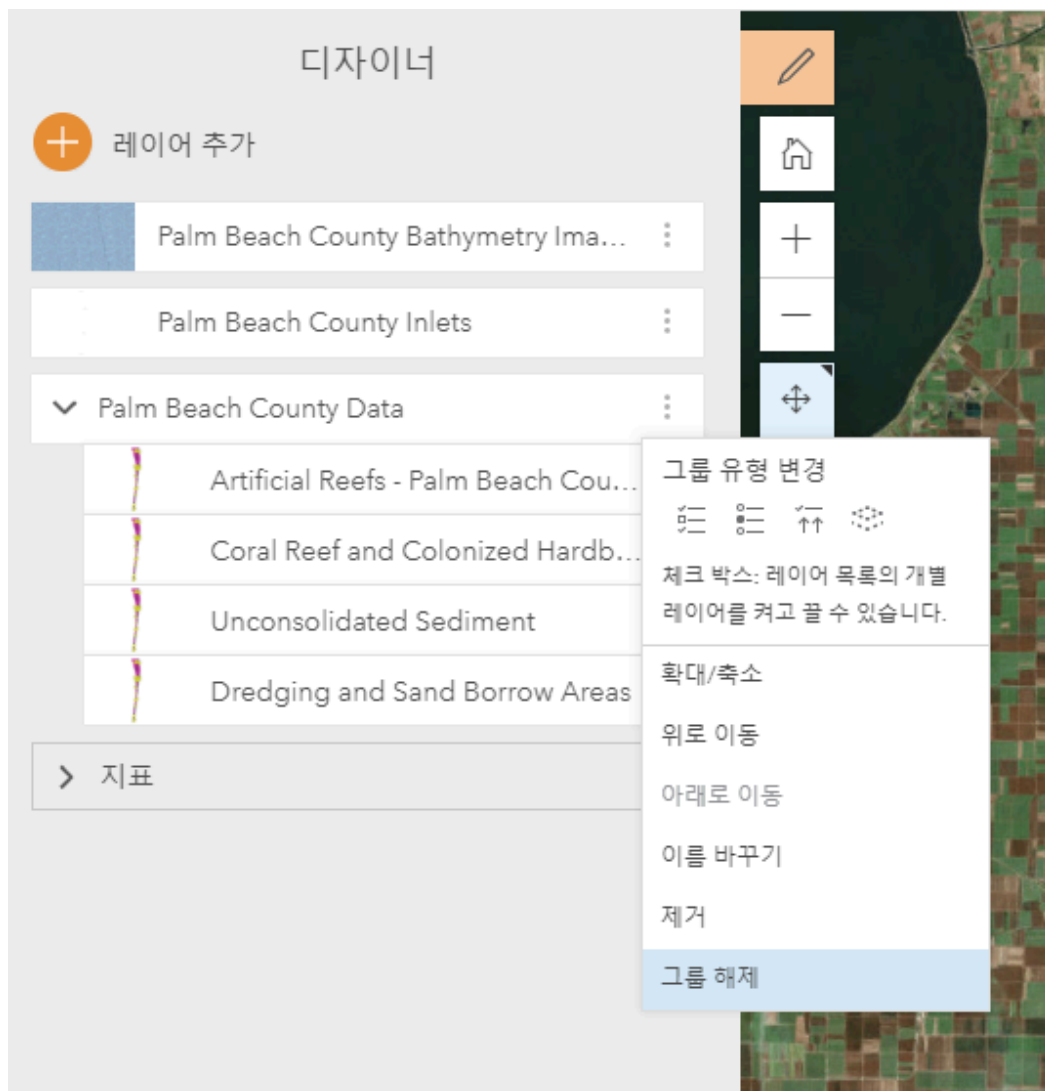 디자이너
레이어 추가
Palm Beach County Bathymetry Ima...
Palm Beach County Inlets
Palm Beach County Data
Artificial Reefs - Palm Beach Cou...
Coral Reef and Colonized Hardb...
Unconsolidated Sediment
Dredging and Sand Borrow Areas
지표
그룹 유형 변경
체크 박스: 레이어 목록의 개별
레이어를 켜고 끌 수 있습니다.
확대/축소
위로 이동
아래로 이동
이름 바꾸기
제거
그룹 해제